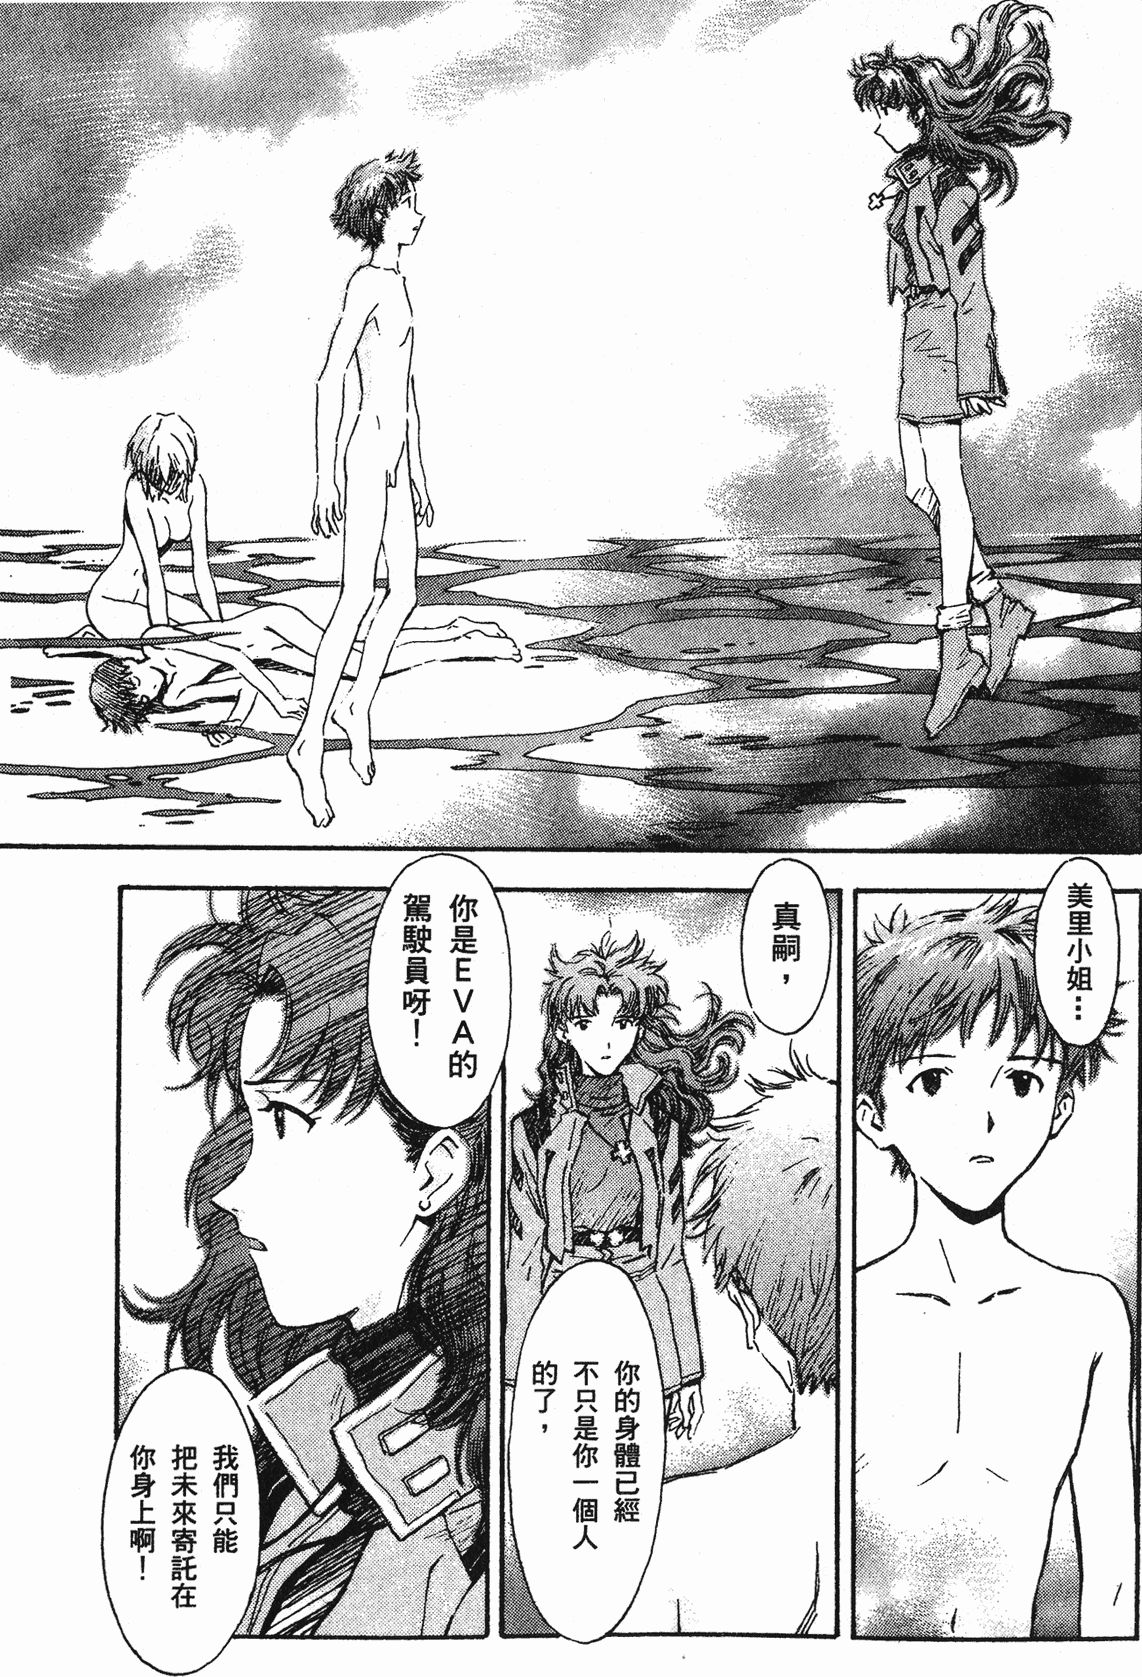 美里小姐…
真嗣，
你的身體已經
不只是你一個人
的了，
你是EVA的
駕駛員呀！
我們只能
把未來寄託在
你身上啊！